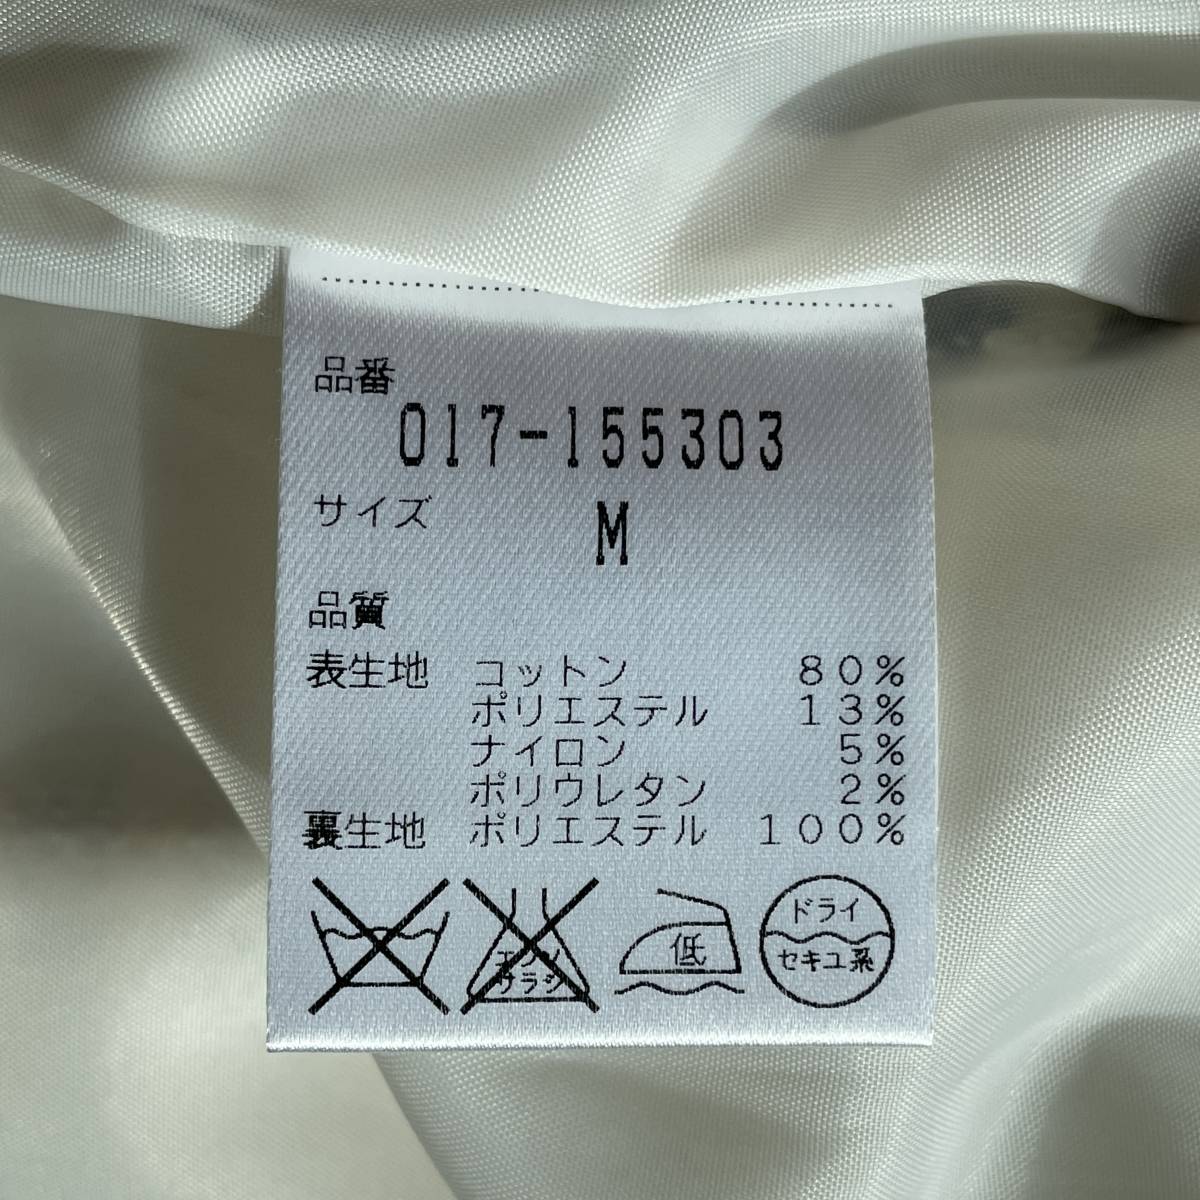 品番
017-155303
サイズ M
品質
表生地 コットン 80%
ポリエステル 13%
ナイロン 5%
ポリウレタン 2%
裏生地 ポリエステル 100%
エンソ
サラシ
低
ドライ
セキユ系